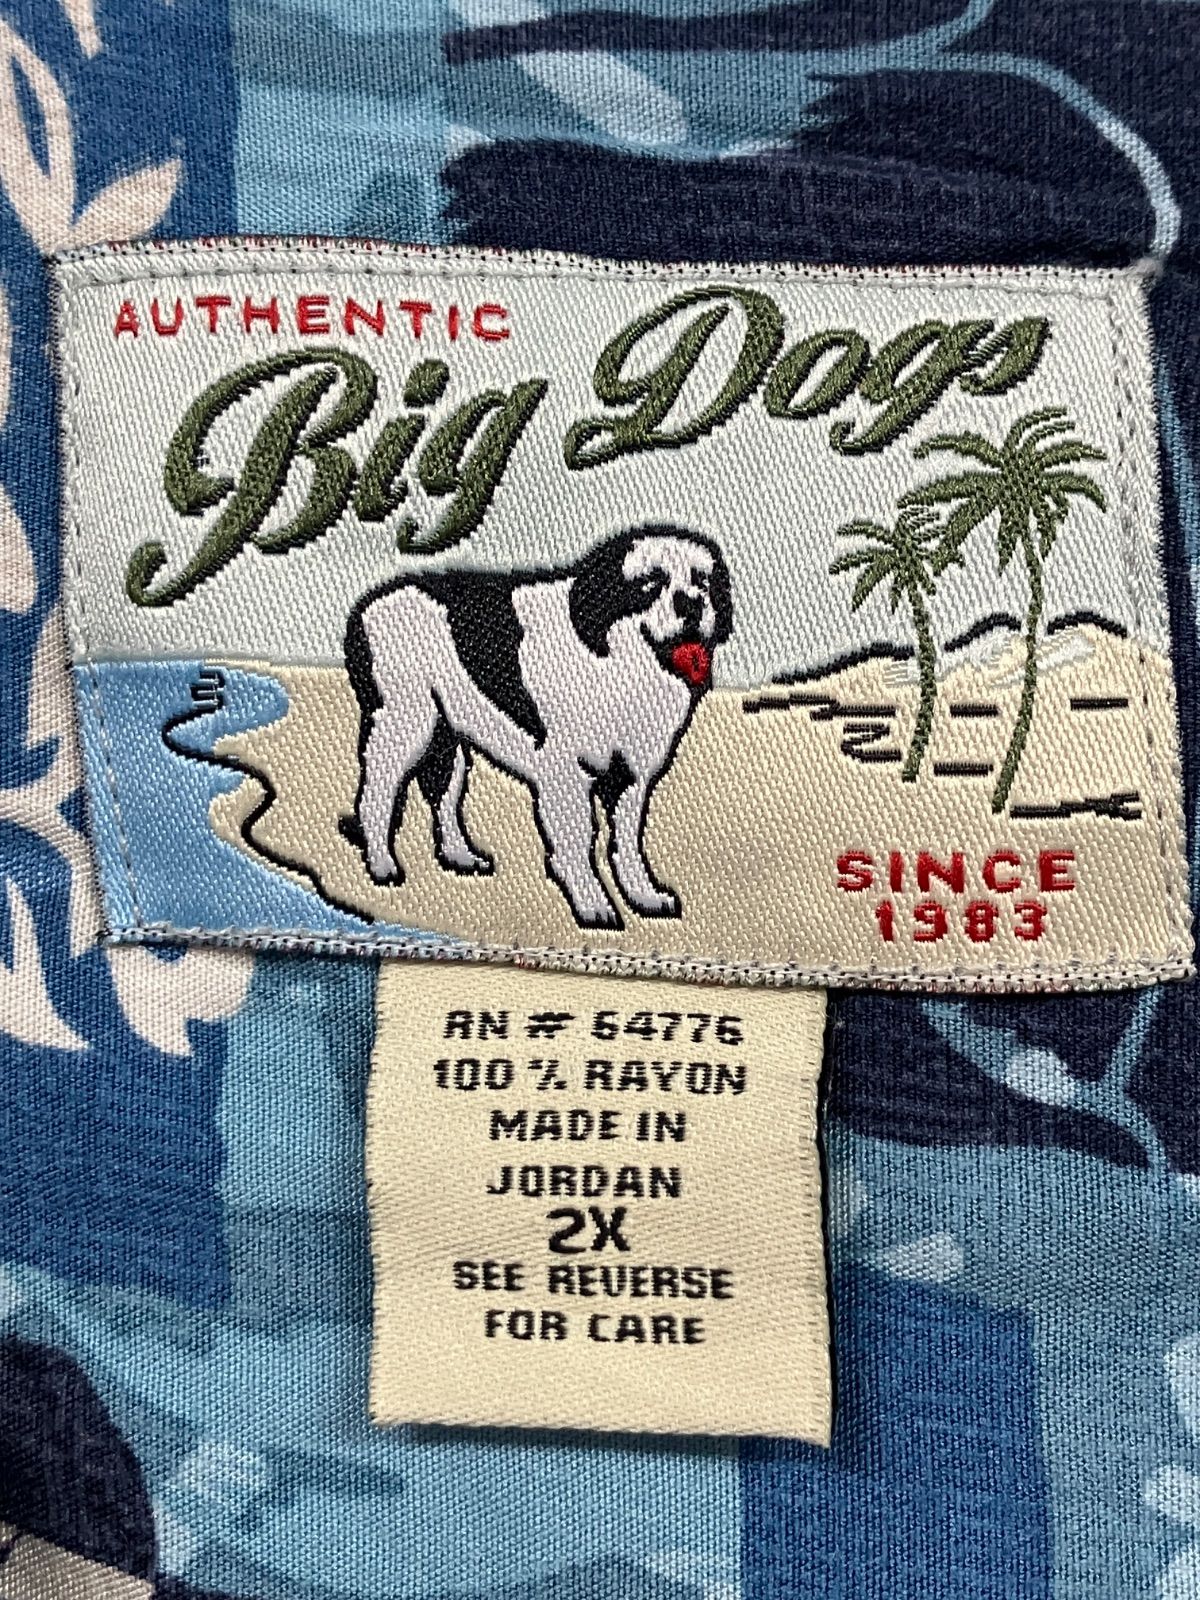 AUTHENTIC
Big Dogs
SINCE
1983
RN # 64776
100 % RAYON
MADE IN
JORDAN
2X
SEE REVERSE
FOR CARE